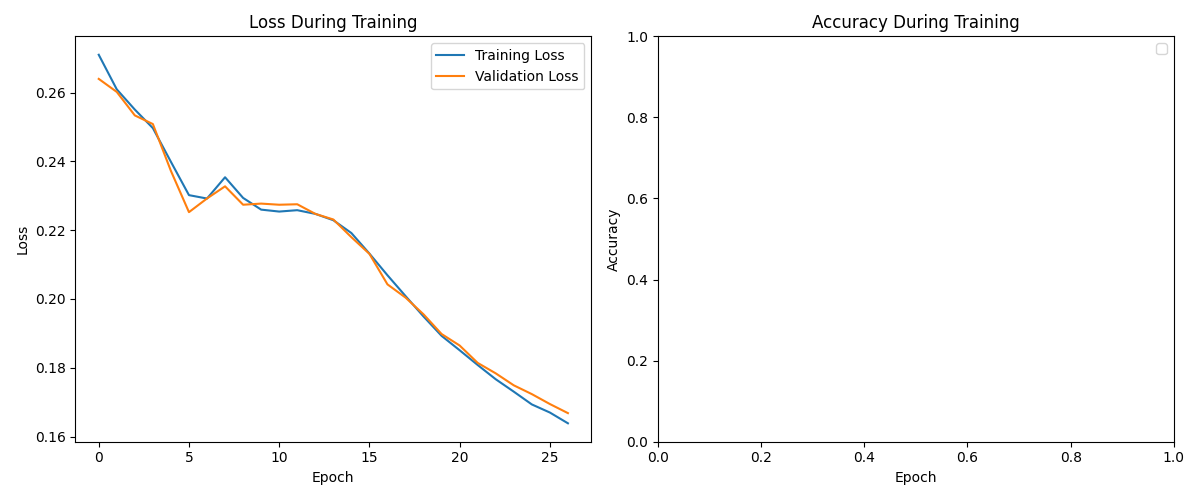 Loss During Training
Training Loss
Validation Loss
0.26
0.24
0.22
0.20
0.18
0.16
Loss
0 5 10 15 20 25
Epoch
Accuracy During Training
1.0
0.8
0.6
0.4
0.2
0.0
Accuracy
0.0 0.2 0.4 0.6 0.8 1.0
Epoch